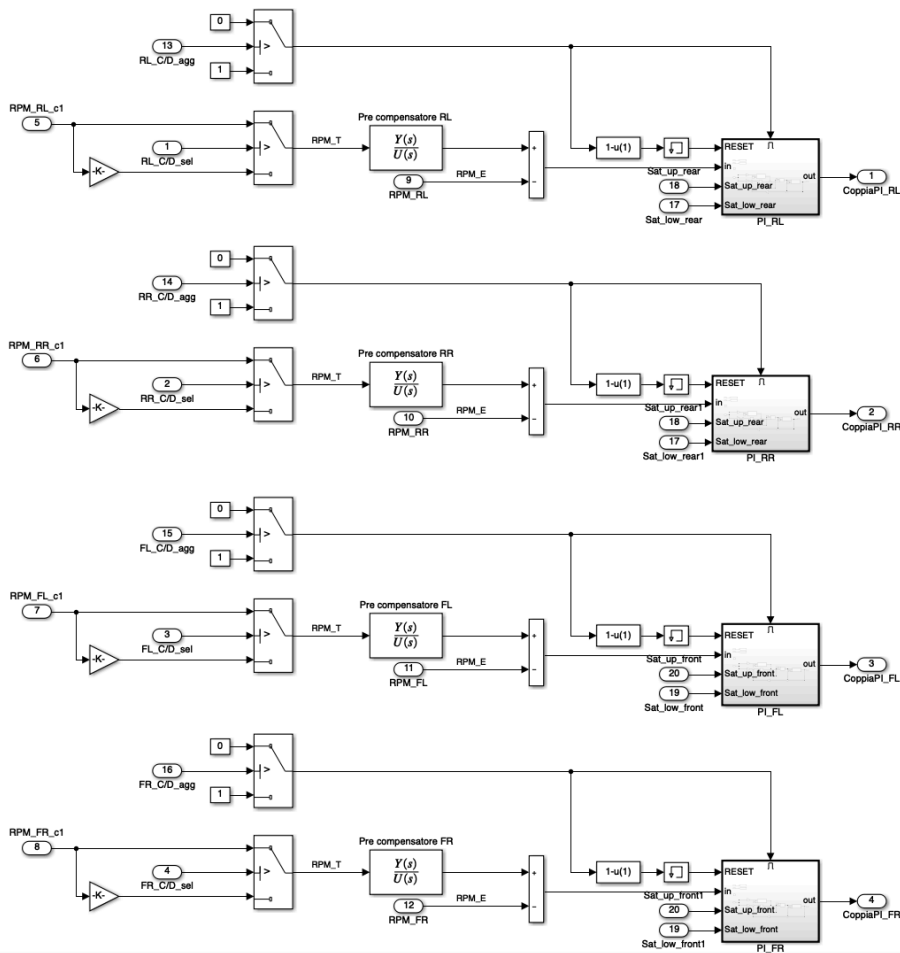 0
13
RL_C/D_agg
>
1
RPM_RL_c1
5
Pre compensatore RL
1
RL_C/D_sel
>
-K-
RPM_T
Y(s)
U(s)
9
RPM_RL
RPM_E
+
−
1-u(1)
Sat_up_rear
18
17
Sat_low_rear
RESET
in
Sat_up_rear
Sat_low_rear
out
PI_RL
1
CoppiaPI_RL
0
14
RR_C/D_agg
>
1
RPM_RR_c1
6
Pre compensatore RR
2
RR_C/D_sel
>
-K-
RPM_T
Y(s)
U(s)
10
RPM_RR
RPM_E
+
−
1-u(1)
Sat_up_rear1
18
17
Sat_low_rear1
RESET
in
Sat_up_rear
Sat_low_rear
out
PI_RR
2
CoppiaPI_RR
0
15
FL_C/D_agg
>
1
RPM_FL_c1
7
Pre compensatore FL
3
FL_C/D_sel
>
-K-
RPM_T
Y(s)
U(s)
11
RPM_FL
RPM_E
+
−
1-u(1)
Sat_up_front
20
19
Sat_low_front
RESET
in
Sat_up_front
Sat_low_front
out
PI_FL
3
CoppiaPI_FL
0
16
FR_C/D_agg
>
1
RPM_FR_c1
8
Pre compensatore FR
4
FR_C/D_sel
>
-K-
RPM_T
Y(s)
U(s)
12
RPM_FR
RPM_E
+
−
1-u(1)
Sat_up_front1
20
19
Sat_low_front1
RESET
in
Sat_up_front
Sat_low_front
out
PI_FR
4
CoppiaPI_FR